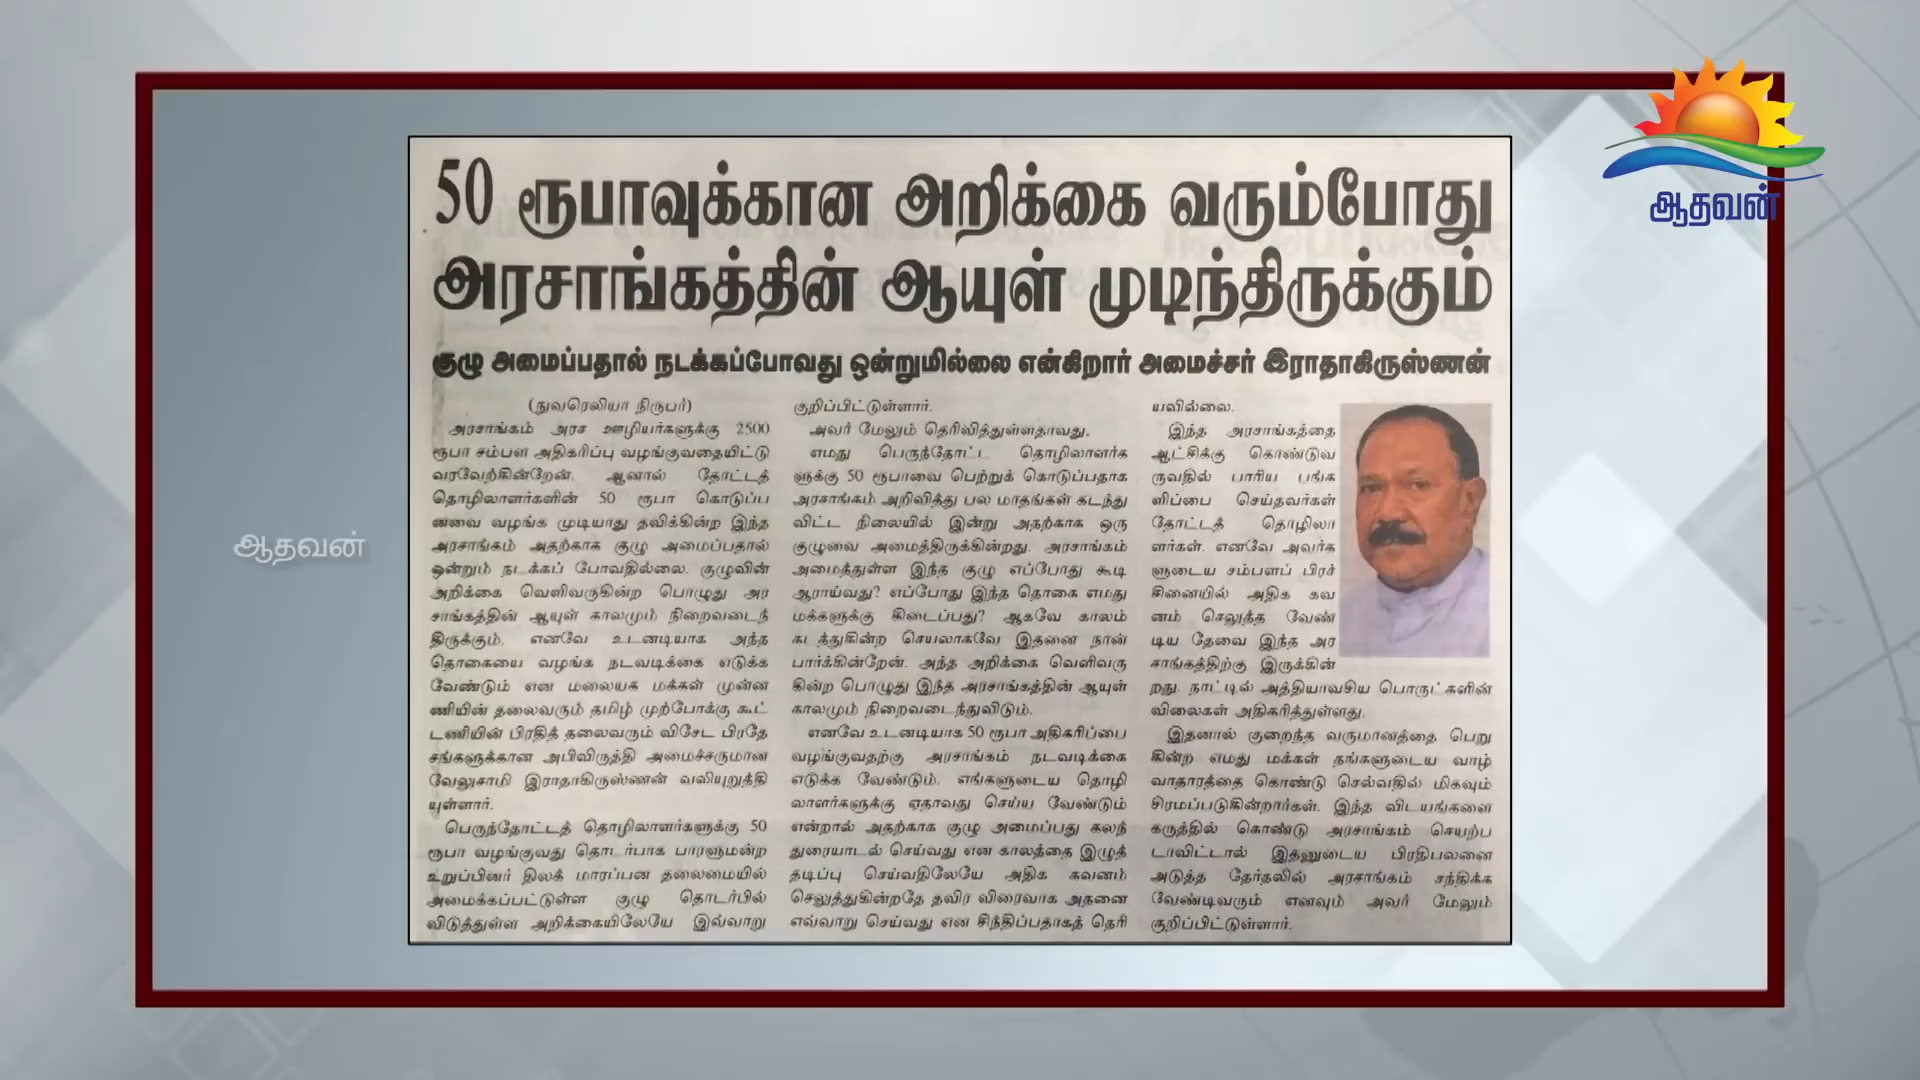 ஆதவன்
50 ரூபாவுக்கான அறிக்கை வரும்போது
அரசாங்கத்தின் ஆயுள் முடிந்திருக்கும்
குழு அமைப்பதால் நடக்கப்போவது ஒன்றுமில்லை என்கிறார் அமைச்சர் இராதாகிருஸ்ணன்
(நுவரெலியா நிருபர்)
அரசாங்கம் அரச ஊழியர்களுக்கு 2500
ரூபா சம்பள அதிகரிப்பு வழங்குவதையிட்டு
வரவேற்கின்றேன். ஆனால் தோட்டத்
தொழிலாளர்களின் 50 ரூபா கொடுப்ப
னவை வழங்க முடியாது தவிக்கின்ற இந்த
அரசாங்கம் அதற்காக குழு அமைப்பதால்
ஒன்றும் நடக்கப் போவதில்லை. குழுவின்
அறிக்கை வெளிவருகின்ற பொழுது அர
சாங்கத்தின் ஆயுள் காலமும் நிறைவடைந்
திருக்கும். எனவே உடனடியாக அந்த
தொகையை வழங்க நடவடிக்கை எடுக்க
வேண்டும் என மலையக மக்கள் முன்ன
ணியின் தலைவரும் தமிழ் முற்போக்கு கூட்
டணியின் பிரதித் தலைவரும் விசேட பிரதே
சங்களுக்கான அபிவிருத்தி அமைச்சருமான
வேலுசாமி இராதாகிருஸ்ணன் வலியுறுத்தி
யுள்ளார்.
பெருந்தோட்டத் தொழிலாளர்களுக்கு 50
ரூபா வழங்குவது தொடர்பாக பாரளுமன்ற
உறுப்பினர் திலக் மாரப்பன தலைமையில்
அமைக்கப்பட்டுள்ள குழு தொடர்பில்
விடுத்துள்ள அறிக்கையிலேயே இவ்வாறு
குறிப்பிட்டுள்ளார்.
அவர் மேலும் தெரிவித்துள்ளதாவது,
எமது பெருந்தோட்ட தொழிலாளர்க
ளுக்கு 50 ரூபாவை பெற்றுக் கொடுப்பதாக
அரசாங்கம் அறிவித்து பல மாதங்கள் கடந்து
விட்ட நிலையில் இன்று அதற்காக ஒரு
குழுவை அமைத்திருக்கின்றது. அரசாங்கம்
அமைத்துள்ள இந்த குழு எப்போது கூடி
ஆராய்வது? எப்போது இந்த தொகை எமது
மக்களுக்கு கிடைப்பது? ஆகவே காலம்
கடத்துகின்ற செயலாகவே இதனை நான்
பார்க்கின்றேன். அந்த அறிக்கை வெளிவரு
கின்ற பொழுது இந்த அரசாங்கத்தின் ஆயுள்
காலமும் நிறைவடைந்துவிடும்.
எனவே உடனடியாக 50 ரூபா அதிகரிப்பை
வழங்குவதற்கு அரசாங்கம் நடவடிக்கை
எடுக்க வேண்டும். எங்களுடைய தொழி
லாளர்களுக்கு ஏதாவது செய்ய வேண்டும்
என்றால் அதற்காக குழு அமைப்பது கலந்
துரையாடல் செய்வது என காலத்தை இழுத்
தடிப்பு செய்வதிலேயே அதிக கவனம்
செலுத்துகின்றதே தவிர விரைவாக அதனை
எவ்வாறு செய்வது என சிந்திப்பதாகத் தெரி
யவில்லை.
இந்த அரசாங்கத்தை
ஆட்சிக்கு கொண்டுவ
ருவதில் பாரிய பங்க
ளிப்பை செய்தவர்கள்
தோட்டத் தொழிலா
ளர்கள். எனவே அவர்க
ளுடைய சம்பளப் பிரச்
சினையில் அதிக கவ
னம் செலுத்த வேண்
டிய தேவை இந்த அர
சாங்கத்திற்கு இருக்கின்
றது. நாட்டில் அத்தியாவசிய பொருட்களின்
விலைகள் அதிகரித்துள்ளது.
இதனால் குறைந்த வருமானத்தை பெறு
கின்ற எமது மக்கள் தங்களுடைய வாழ்
வாதாரத்தை கொண்டு செல்வதில் மிகவும்
சிரமப்படுகின்றார்கள். இந்த விடயங்களை
கருத்தில் கொண்டு அரசாங்கம் செயற்ப
டாவிட்டால் இதனுடைய பிரதிபலனை
அடுத்த தேர்தலில் அரசாங்கம் சந்திக்க
வேண்டிவரும் எனவும் அவர் மேலும்
குறிப்பிட்டுள்ளார்.
ஆதவன்